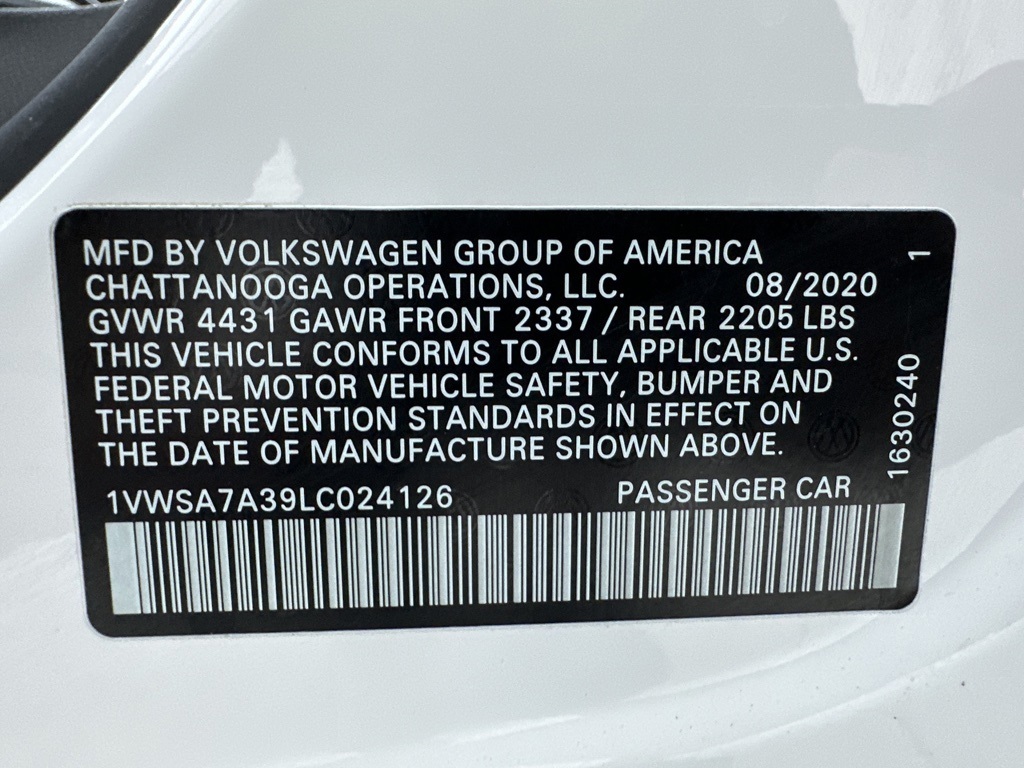 MFD BY VOLKSWAGEN GROUP OF AMERICA
CHATTANOOGA OPERATIONS, LLC. 08/2020
GVWR 4431 GAWR FRONT 2337 / REAR 2205 LBS
THIS VEHICLE CONFORMS TO ALL APPLICABLE U.S.
FEDERAL MOTOR VEHICLE SAFETY, BUMPER AND
THEFT PREVENTION STANDARDS IN EFFECT ON
THE DATE OF MANUFACTURE SHOWN ABOVE.
1VWSA7A39LC024126 PASSENGER CAR
1630240 1